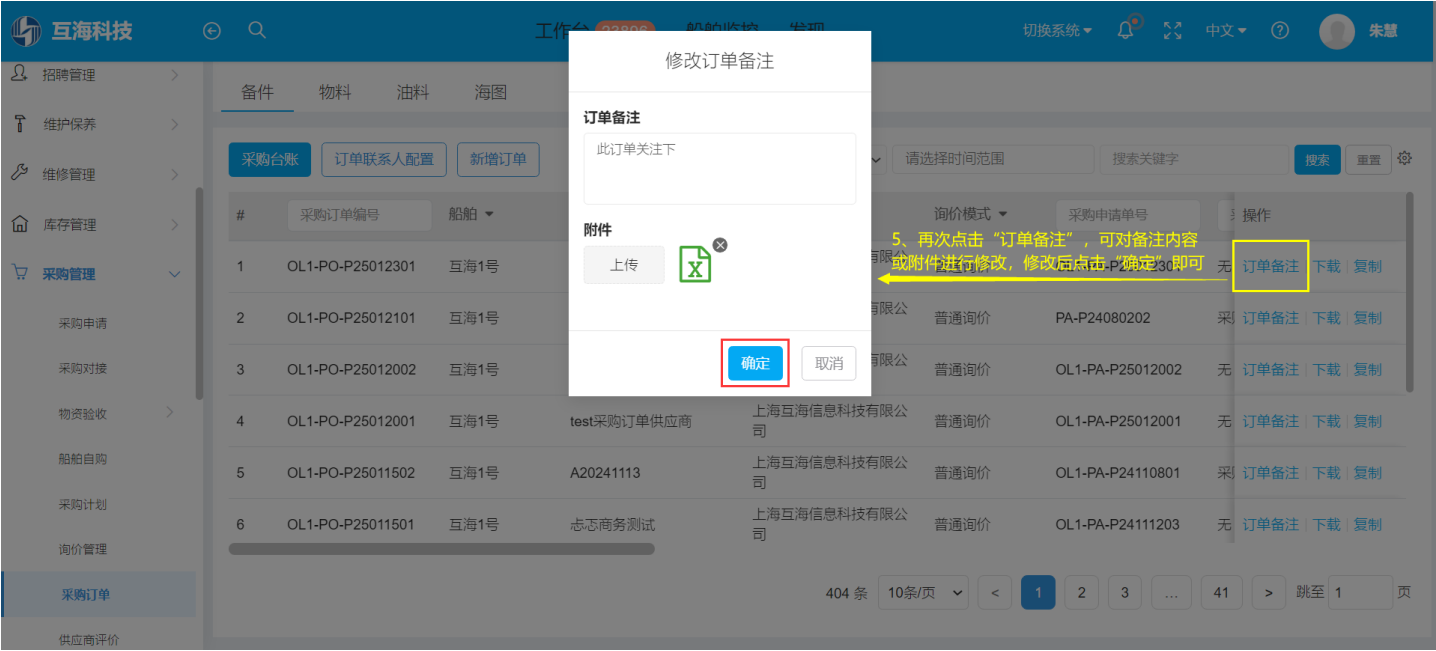 互海科技
工作台 23806 船舶监控 发现
切换系统 中文 朱慧
招聘管理
维护保养
维修管理
库存管理
采购管理
采购申请
采购对接
物资验收
船舶自购
采购计划
询价管理
采购订单
供应商评价
备件 物料 油料 海图
采购台账 订单联系人配置 新增订单 请选择时间范围 搜索关键字 搜索 重置
# 采购订单编号 船舶 询价模式 采购申请单号 操作
1 OL1-PO-P25012301 互海1号 有限公 无 订单备注 下载 复制
2 OL1-PO-P25012101 互海1号 有限公 普通询价 PA-P24080202 采 订单备注 下载 复制
3 OL1-PO-P25012002 互海1号 有限公 普通询价 OL1-PA-P25012002 无 订单备注 下载 复制
4 OL1-PO-P25012001 互海1号 test采购订单供应商 上海互海信息科技有限公
司 普通询价 OL1-PA-P25012001 无 订单备注 下载 复制
5 OL1-PO-P25011502 互海1号 A20241113 上海互海信息科技有限公
司 普通询价 OL1-PA-P24110801 采 订单备注 下载 复制
6 OL1-PO-P25011501 互海1号 忐忑商务测试 上海互海信息科技有限公
司 普通询价 OL1-PA-P24111203 无 订单备注 下载 复制
404 条 10条/页 < 1 2 3 ... 41 > 跳至 1 页
修改订单备注
订单备注
此订单关注下
附件
上传
X
确定 取消
5、再次点击“订单备注”，可对备注内容
或附件进行修改，修改后点击“确定”即可